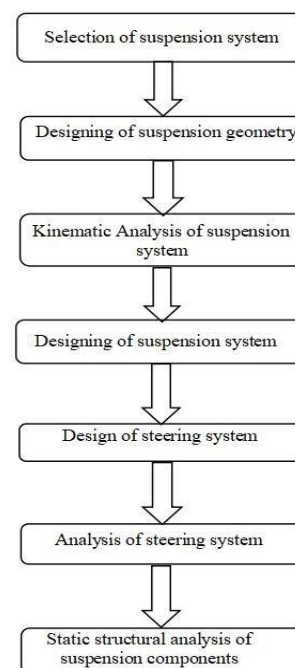 Selection of suspension system
Designing of suspension geometry
Kinematic Analysis of suspension
system
Designing of suspension system
Design of steering system
Analysis of steering system
Static structural analysis of
suspension components